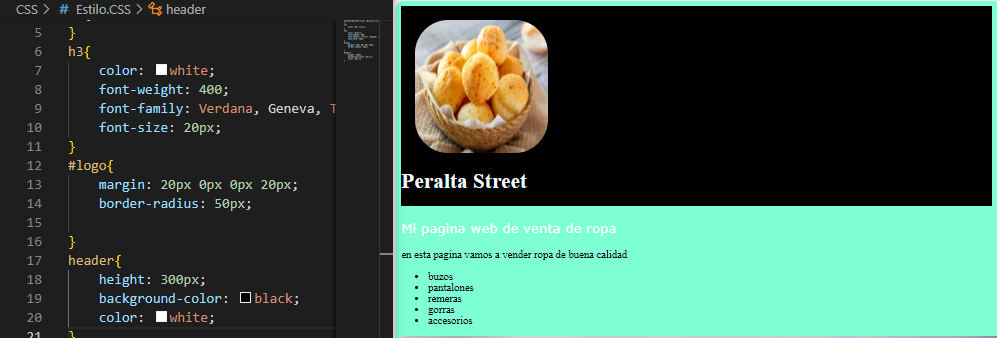 CSS > # Estilo.CSS > header
5 }
6 h3{
7 color: white;
8 font-weight: 400;
9 font-family: Verdana, Geneva, T
10 font-size: 20px;
11 }
12 #logo{
13 margin: 20px 0px 0px 20px;
14 border-radius: 50px;
15
16 }
17 header{
18 height: 300px;
19 background-color: black;
20 color: white;
21 }
Peralta Street
Mi pagina web de venta de ropa
en esta pagina vamos a vender ropa de buena calidad
• buzos
• pantalones
• remeras
• gorras
• accesorios